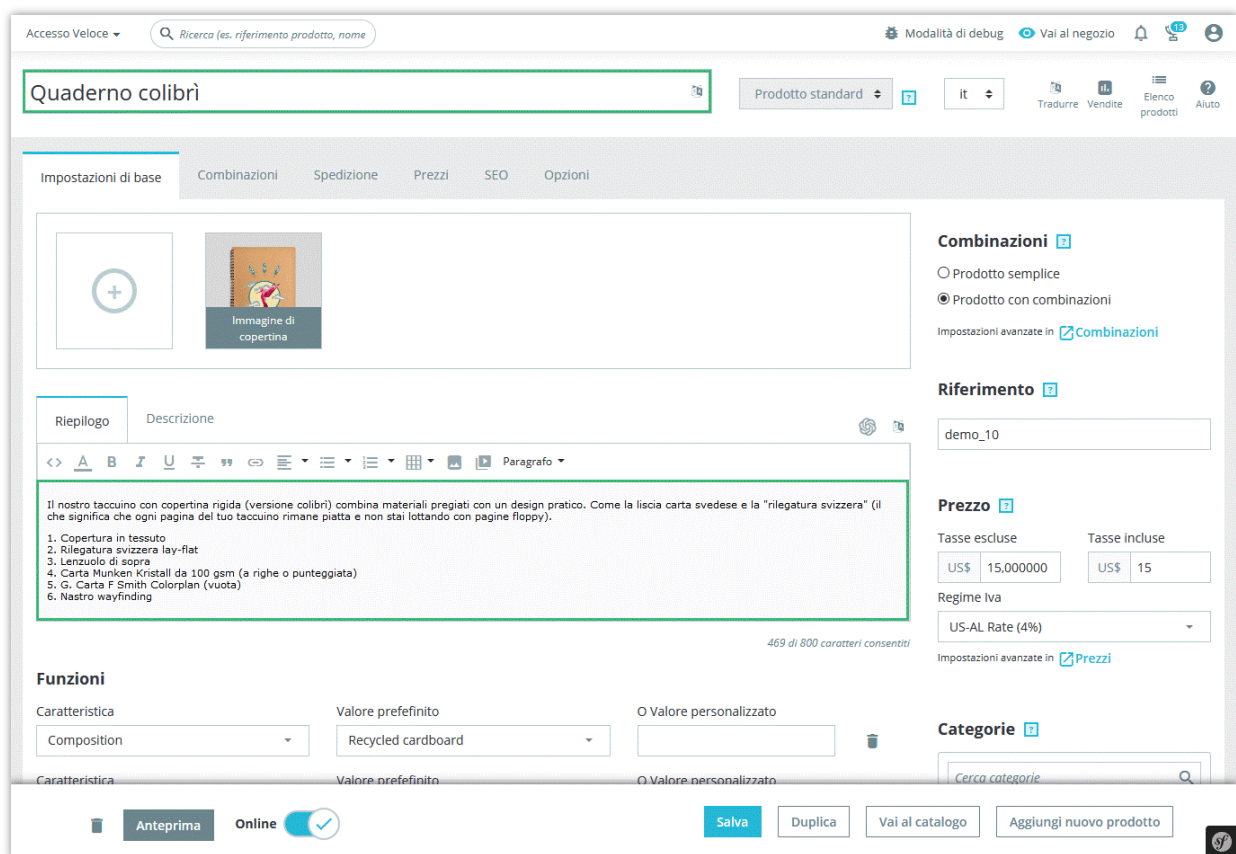 Accesso Veloce
Ricerca (es. riferimento prodotto, nome
Modalità di debug
Vai al negozio
13
Quaderno colibrì
Prodotto standard
it
Tradurre
Vendite
Elenco
prodotti
Aiuto
Impostazioni di base
Combinazioni
Spedizione
Prezzi
SEO
Opzioni
Immagine di
copertina
Combinazioni ?
Prodotto semplice
Prodotto con combinazioni
Impostazioni avanzate in Combinazioni
Riferimento ?
demo_10
Riepilogo
Descrizione
Paragrafo
Il nostro taccuino con copertina rigida (versione colibrì) combina materiali pregiati con un design pratico. Come la liscia carta svedese e la "rilegatura svizzera" (il
che significa che ogni pagina del tuo taccuino rimane piatta e non stai lottando con pagine floppy).
1. Copertura in tessuto
2. Rilegatura svizzera lay-flat
3. Lenzuolo di sopra
4. Carta Munken Kristall da 100 gsm (a righe o punteggiata)
5. G. Carta F Smith Colorplan (vuota)
6. Nastro wayfinding
469 di 800 caratteri consentiti
Prezzo ?
Tasse escluse
Tasse incluse
US$ 15,000000
US$ 15
Regime Iva
US-AL Rate (4%)
Impostazioni avanzate in Prezzi
Funzioni
Caratteristica
Valore prefefinito
O Valore personalizzato
Composition
Recycled cardboard
Categorie ?
Cerca categorie
Caratteristica
Valore prefefinito
O Valore personalizzato
Anteprima
Online
Salva
Duplica
Vai al catalogo
Aggiungi nuovo prodotto
sf